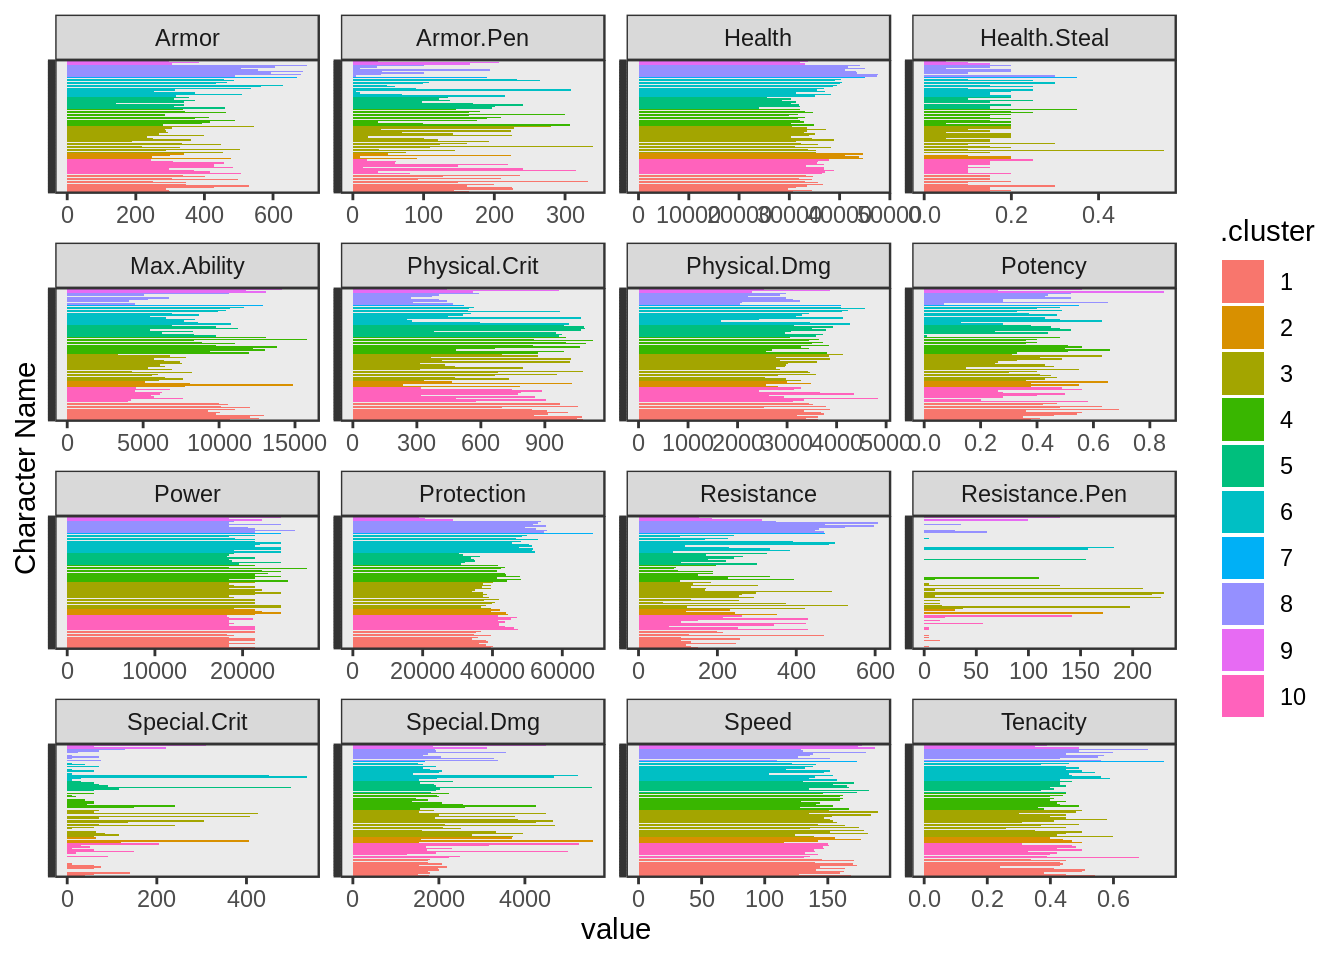 Armor
Armor.Pen
Health
Health.Steal
0 200 400 600
0 100 200 300
0 10000 20000 30000 40000 50000
0.0 0.2 0.4
Max.Ability
Physical.Crit
Physical.Dmg
Potency
0 5000 10000 15000
0 300 600 900
0 1000 2000 3000 4000 5000
0.0 0.2 0.4 0.6 0.8
Power
Protection
Resistance
Resistance.Pen
0 10000 20000
0 20000 40000 60000
0 200 400 600
0 50 100 150 200
Special.Crit
Special.Dmg
Speed
Tenacity
0 200 400
0 2000 4000
0 50 100 150
0.0 0.2 0.4 0.6
value
Character Name
.cluster
1
2
3
4
5
6
7
8
9
10